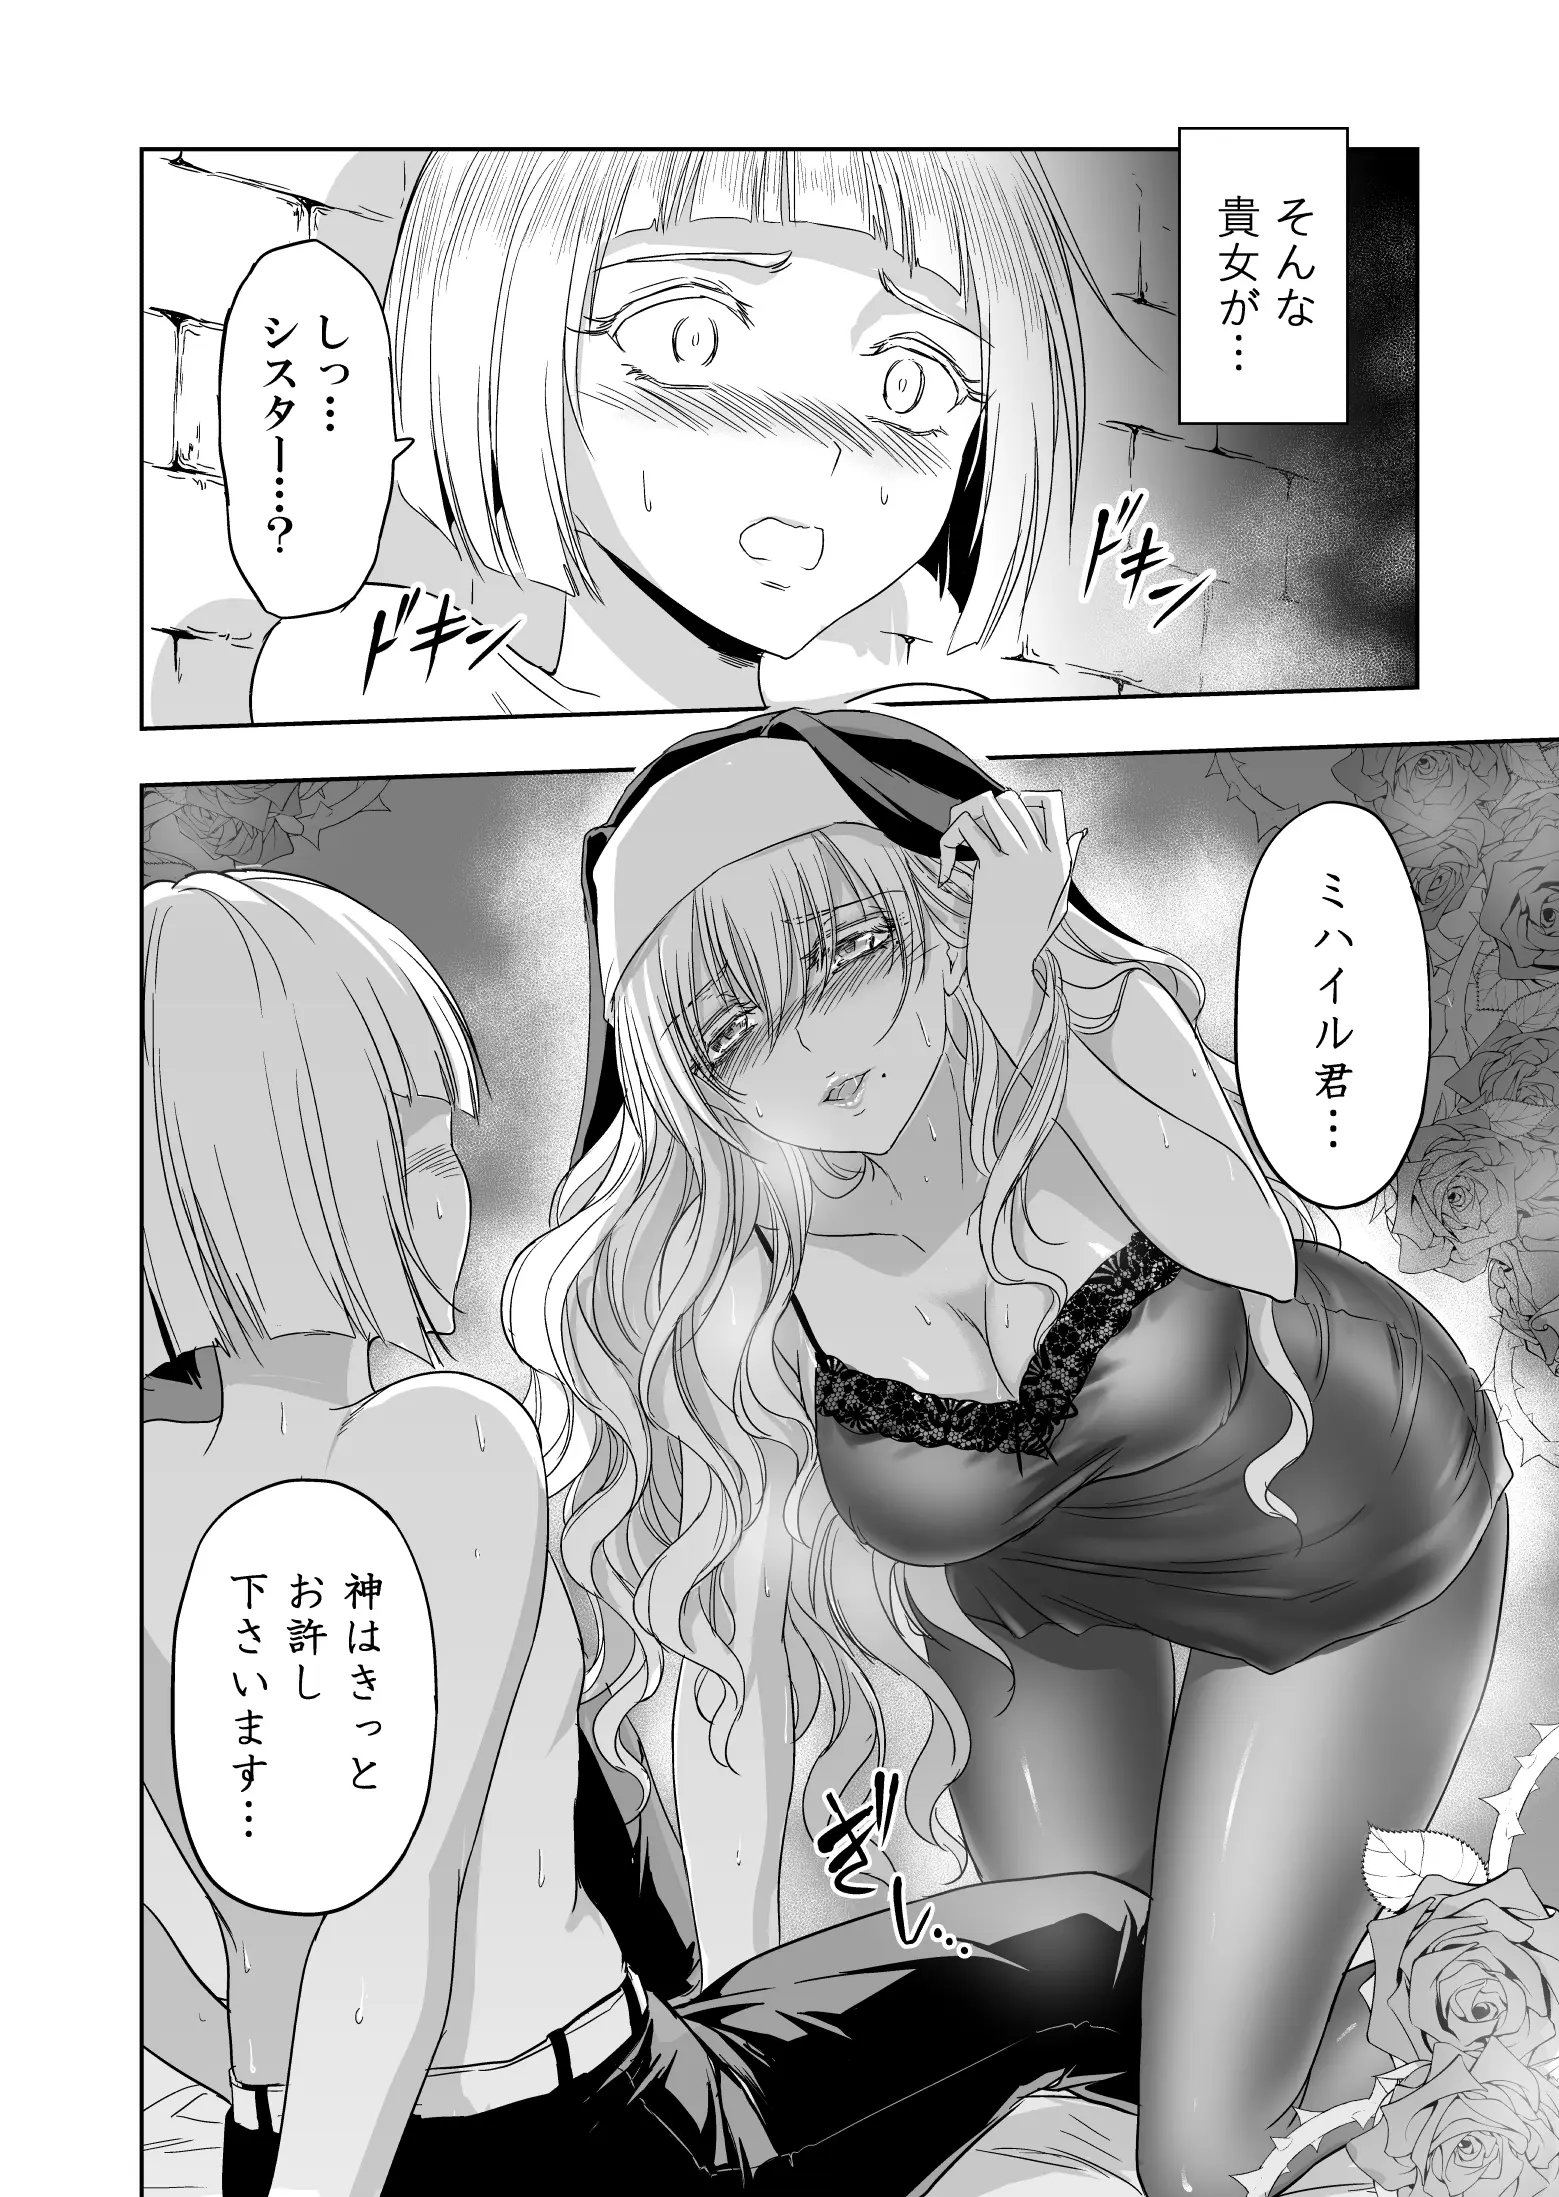 そんな
貴女が…
しっ…
シスター……?
ドキン
ドキン
ミハイル君…
神はきっと
お許し
下さいます…
ぎし…